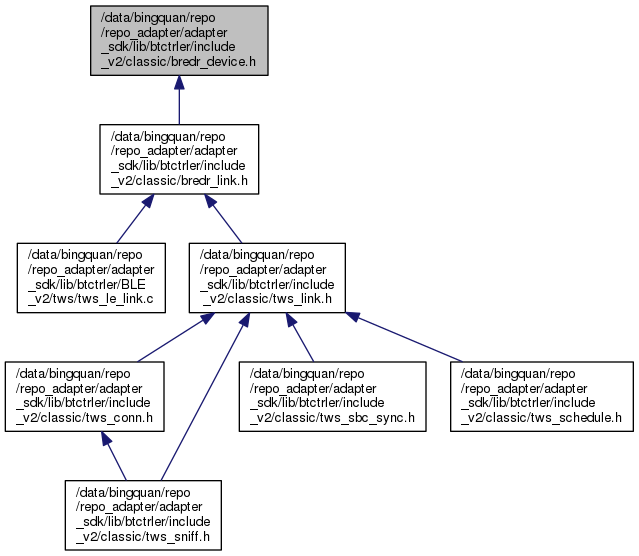 /data/bingquan/repo
/repo_adapter/adapter
_sdk/lib/btctrler/include
_v2/classic/bredr_device.h
/data/bingquan/repo
/repo_adapter/adapter
_sdk/lib/btctrler/include
_v2/classic/bredr_link.h
/data/bingquan/repo
/repo_adapter/adapter
_sdk/lib/btctrler/BLE
_v2/tws/tws_le_link.c
/data/bingquan/repo
/repo_adapter/adapter
_sdk/lib/btctrler/include
_v2/classic/tws_link.h
/data/bingquan/repo
/repo_adapter/adapter
_sdk/lib/btctrler/include
_v2/classic/tws_conn.h
/data/bingquan/repo
/repo_adapter/adapter
_sdk/lib/btctrler/include
_v2/classic/tws_sbc_sync.h
/data/bingquan/repo
/repo_adapter/adapter
_sdk/lib/btctrler/include
_v2/classic/tws_schedule.h
/data/bingquan/repo
/repo_adapter/adapter
_sdk/lib/btctrler/include
_v2/classic/tws_sniff.h